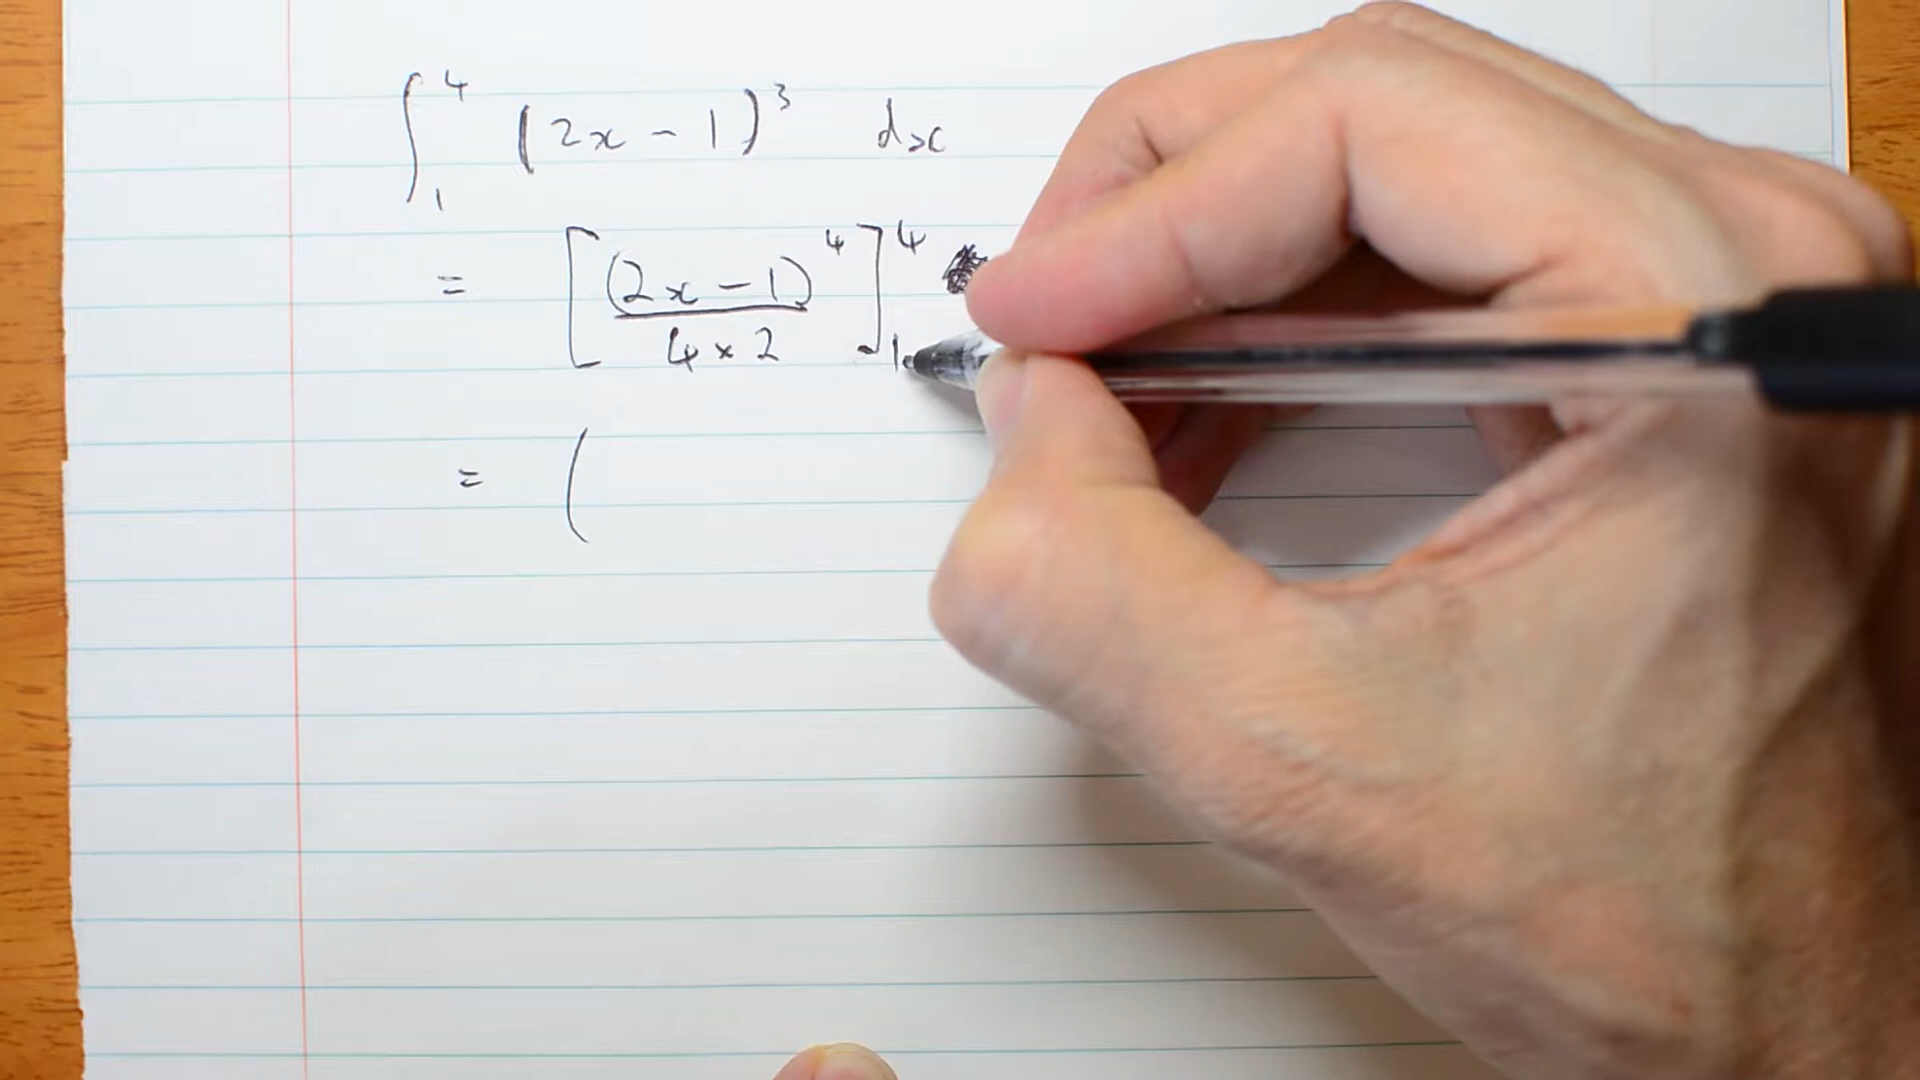 ∫₁⁴ (2x - 1)³ dx
= [(2x - 1)⁴ / 4 × 2]₁⁴
= (